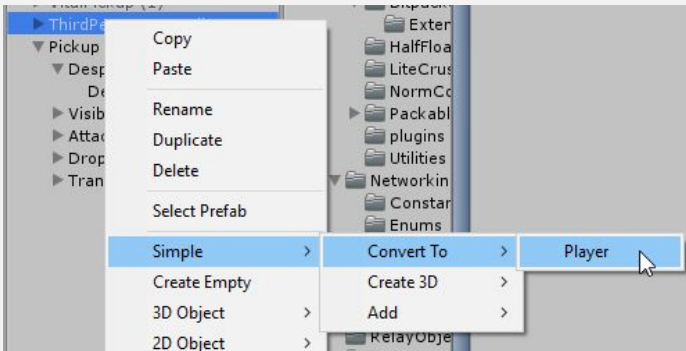 ThirdPe
Pickup
Desp
De
Visib
Attac
Drop
Tran
Copy
Paste
Rename
Duplicate
Delete
Select Prefab
Simple >
Create Empty
3D Object >
2D Object >
Exten
HalfFloa
LiteCrus
NormCo
Packabl
plugins
Utilities
Networkin
Constar
Enums
Convert To >
Create 3D >
Add >
RelayObje
Player